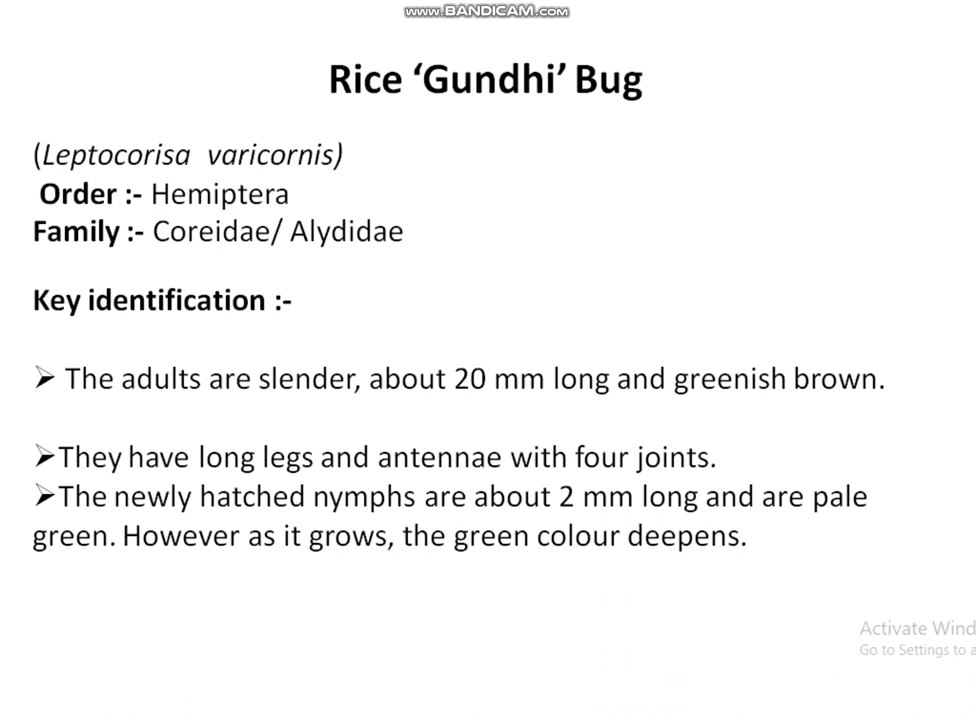 www.BANDICAM.com
Rice ‘Gundhi’ Bug
(Leptocorisa varicornis)
Order :- Hemiptera
Family :- Coreidae/ Alydidae
Key identification :-
➢ The adults are slender, about 20 mm long and greenish brown.
➢They have long legs and antennae with four joints.
➢The newly hatched nymphs are about 2 mm long and are pale
green. However as it grows, the green colour deepens.
Activate Wind
Go to Settings to a